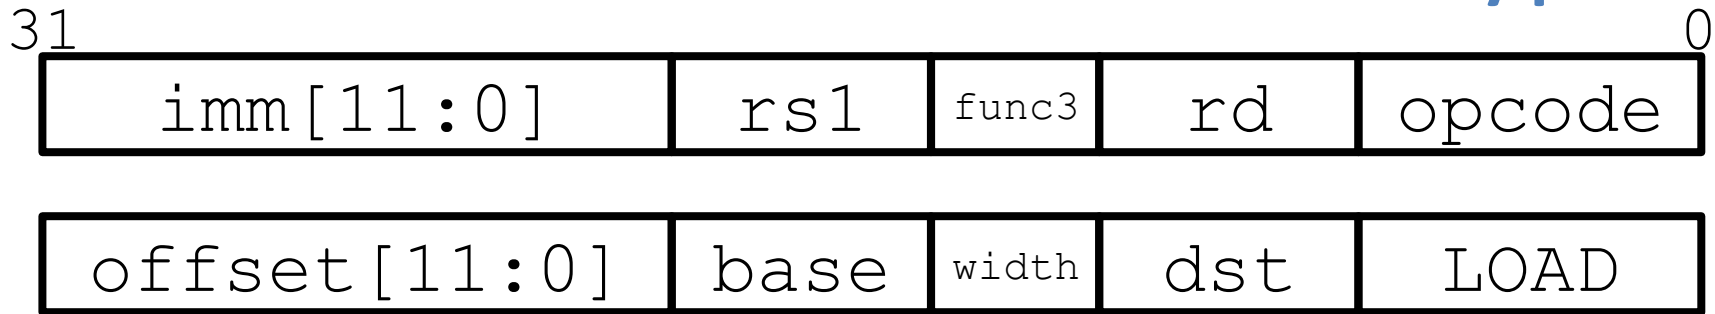 31 0
imm[11:0] rs1 func3 rd opcode
offset[11:0] base width dst LOAD